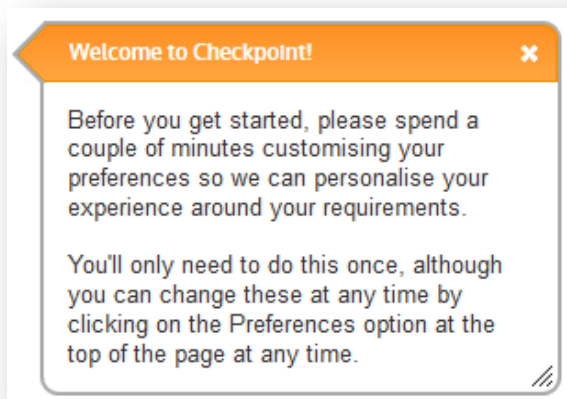 Welcome to Checkpoint!
Before you get started, please spend a
couple of minutes customising your
preferences so we can personalise your
experience around your requirements.
You'll only need to do this once, although
you can change these at any time by
clicking on the Preferences option at the
top of the page at any time.